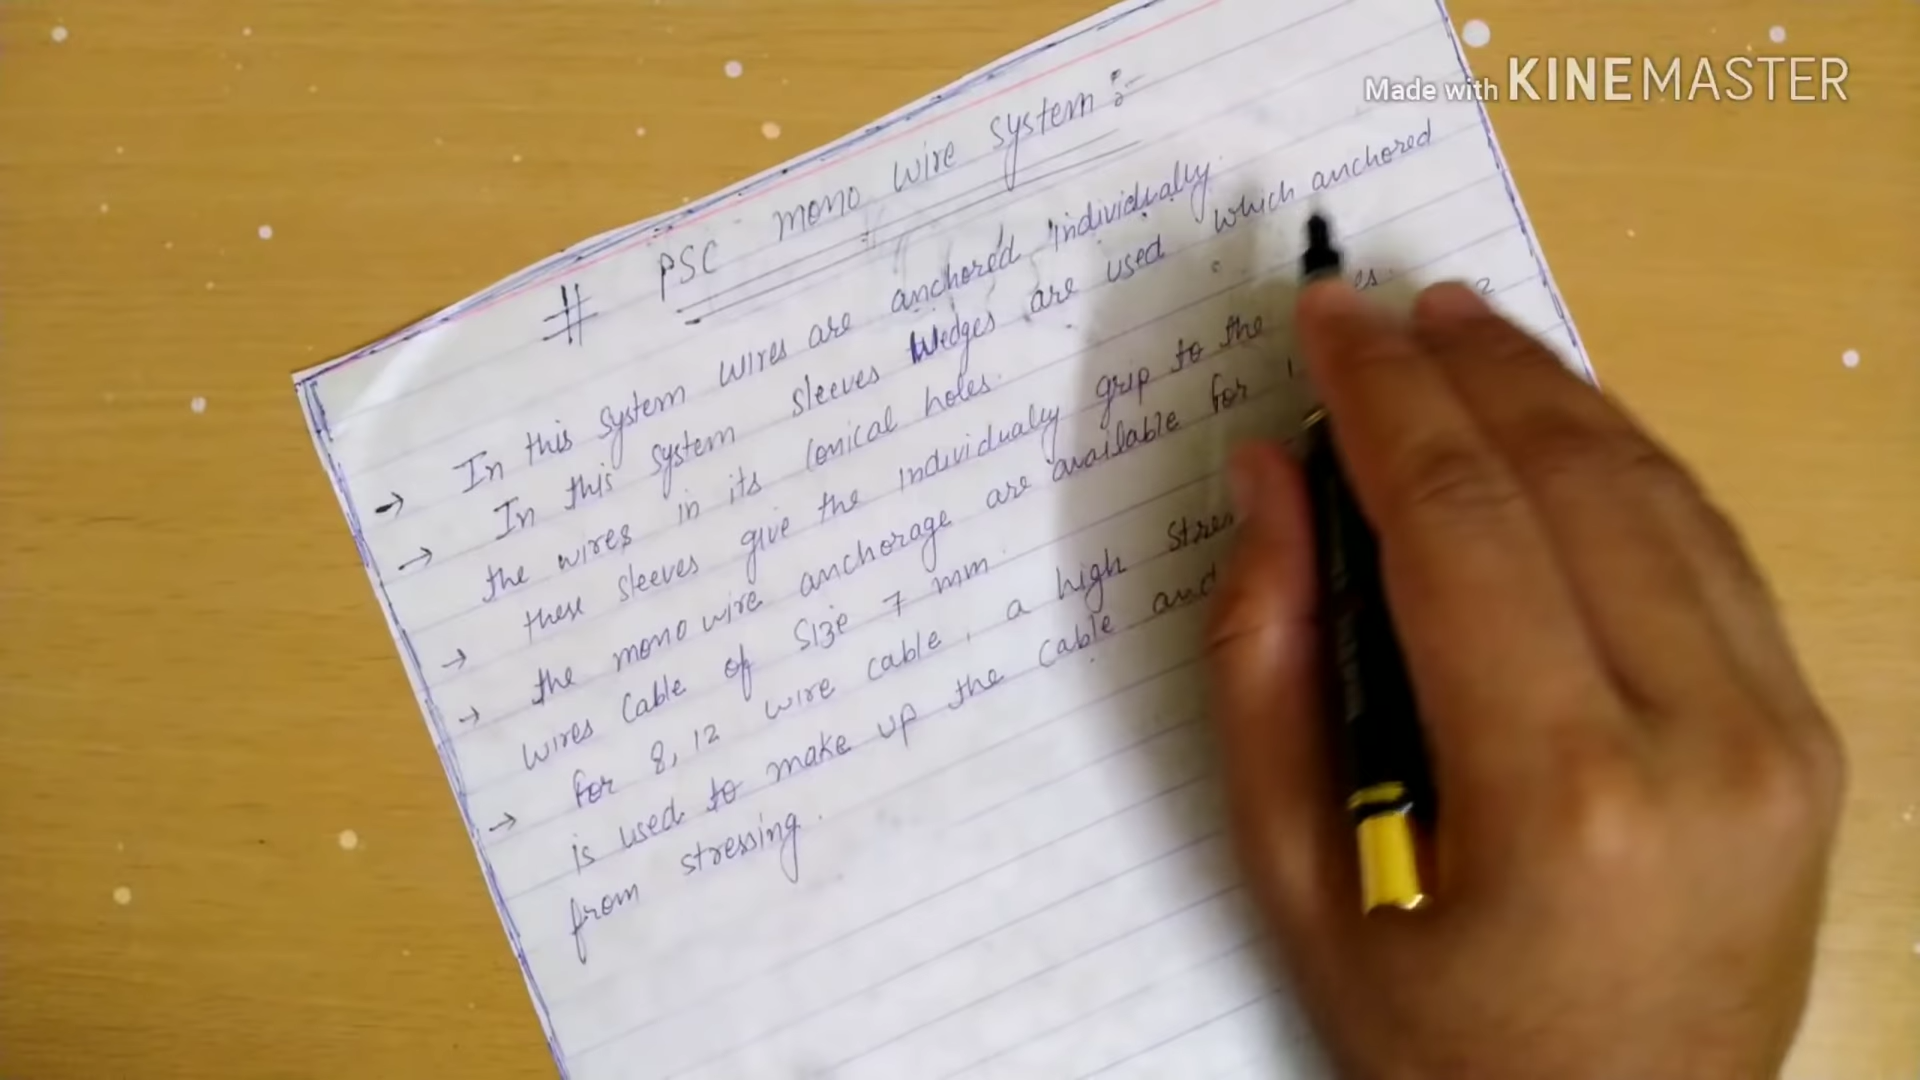 Made with KINEMASTER
# PSC mono wire system :-
→ In this system wires are anchored individually.
→ In this system sleeves wedges are used which anchored
the wires in its conical holes.
→ these sleeves give the individually grip to the
→ the mono wire anchorage are available for
wires cable of size 7 mm.
→ for 8, 12 wire cable, a high
is used to make up the cable and
from stressing.